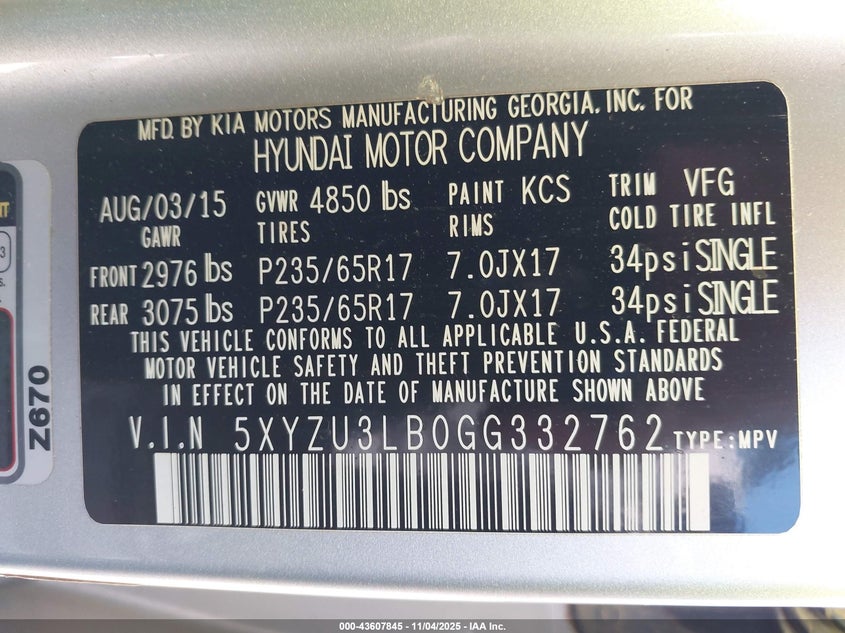 MFD. BY KIA MOTORS MANUFACTURING GEORGIA, INC. FOR
HYUNDAI MOTOR COMPANY
AUG/03/15 GVWR 4850 lbs PAINT KCS TRIM VFG
GAWR TIRES RIMS COLD TIRE INFL
FRONT 2976 lbs P235/65R17 7.0JX17 34psi SINGLE
REAR 3075 lbs P235/65R17 7.0JX17 34psi SINGLE
THIS VEHICLE CONFORMS TO ALL APPLICABLE U.S.A. FEDERAL
MOTOR VEHICLE SAFETY AND THEFT PREVENTION STANDARDS
IN EFFECT ON THE DATE OF MANUFACTURE SHOWN ABOVE
V.I.N 5XYZU3LB0GG332762 TYPE:MPV
Z670
000-43607845 - 11/04/2025 - IAA Inc.